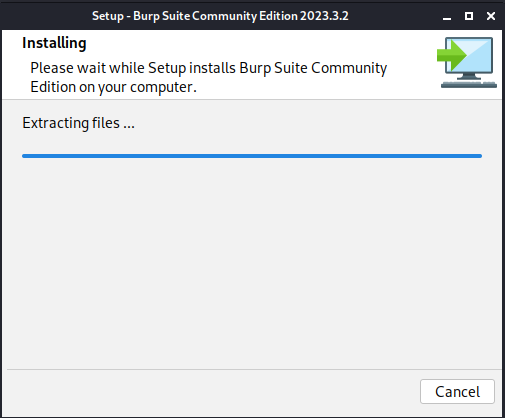 Setup - Burp Suite Community Edition 2023.3.2
Installing
Please wait while Setup installs Burp Suite Community
Edition on your computer.
Extracting files ...
Cancel